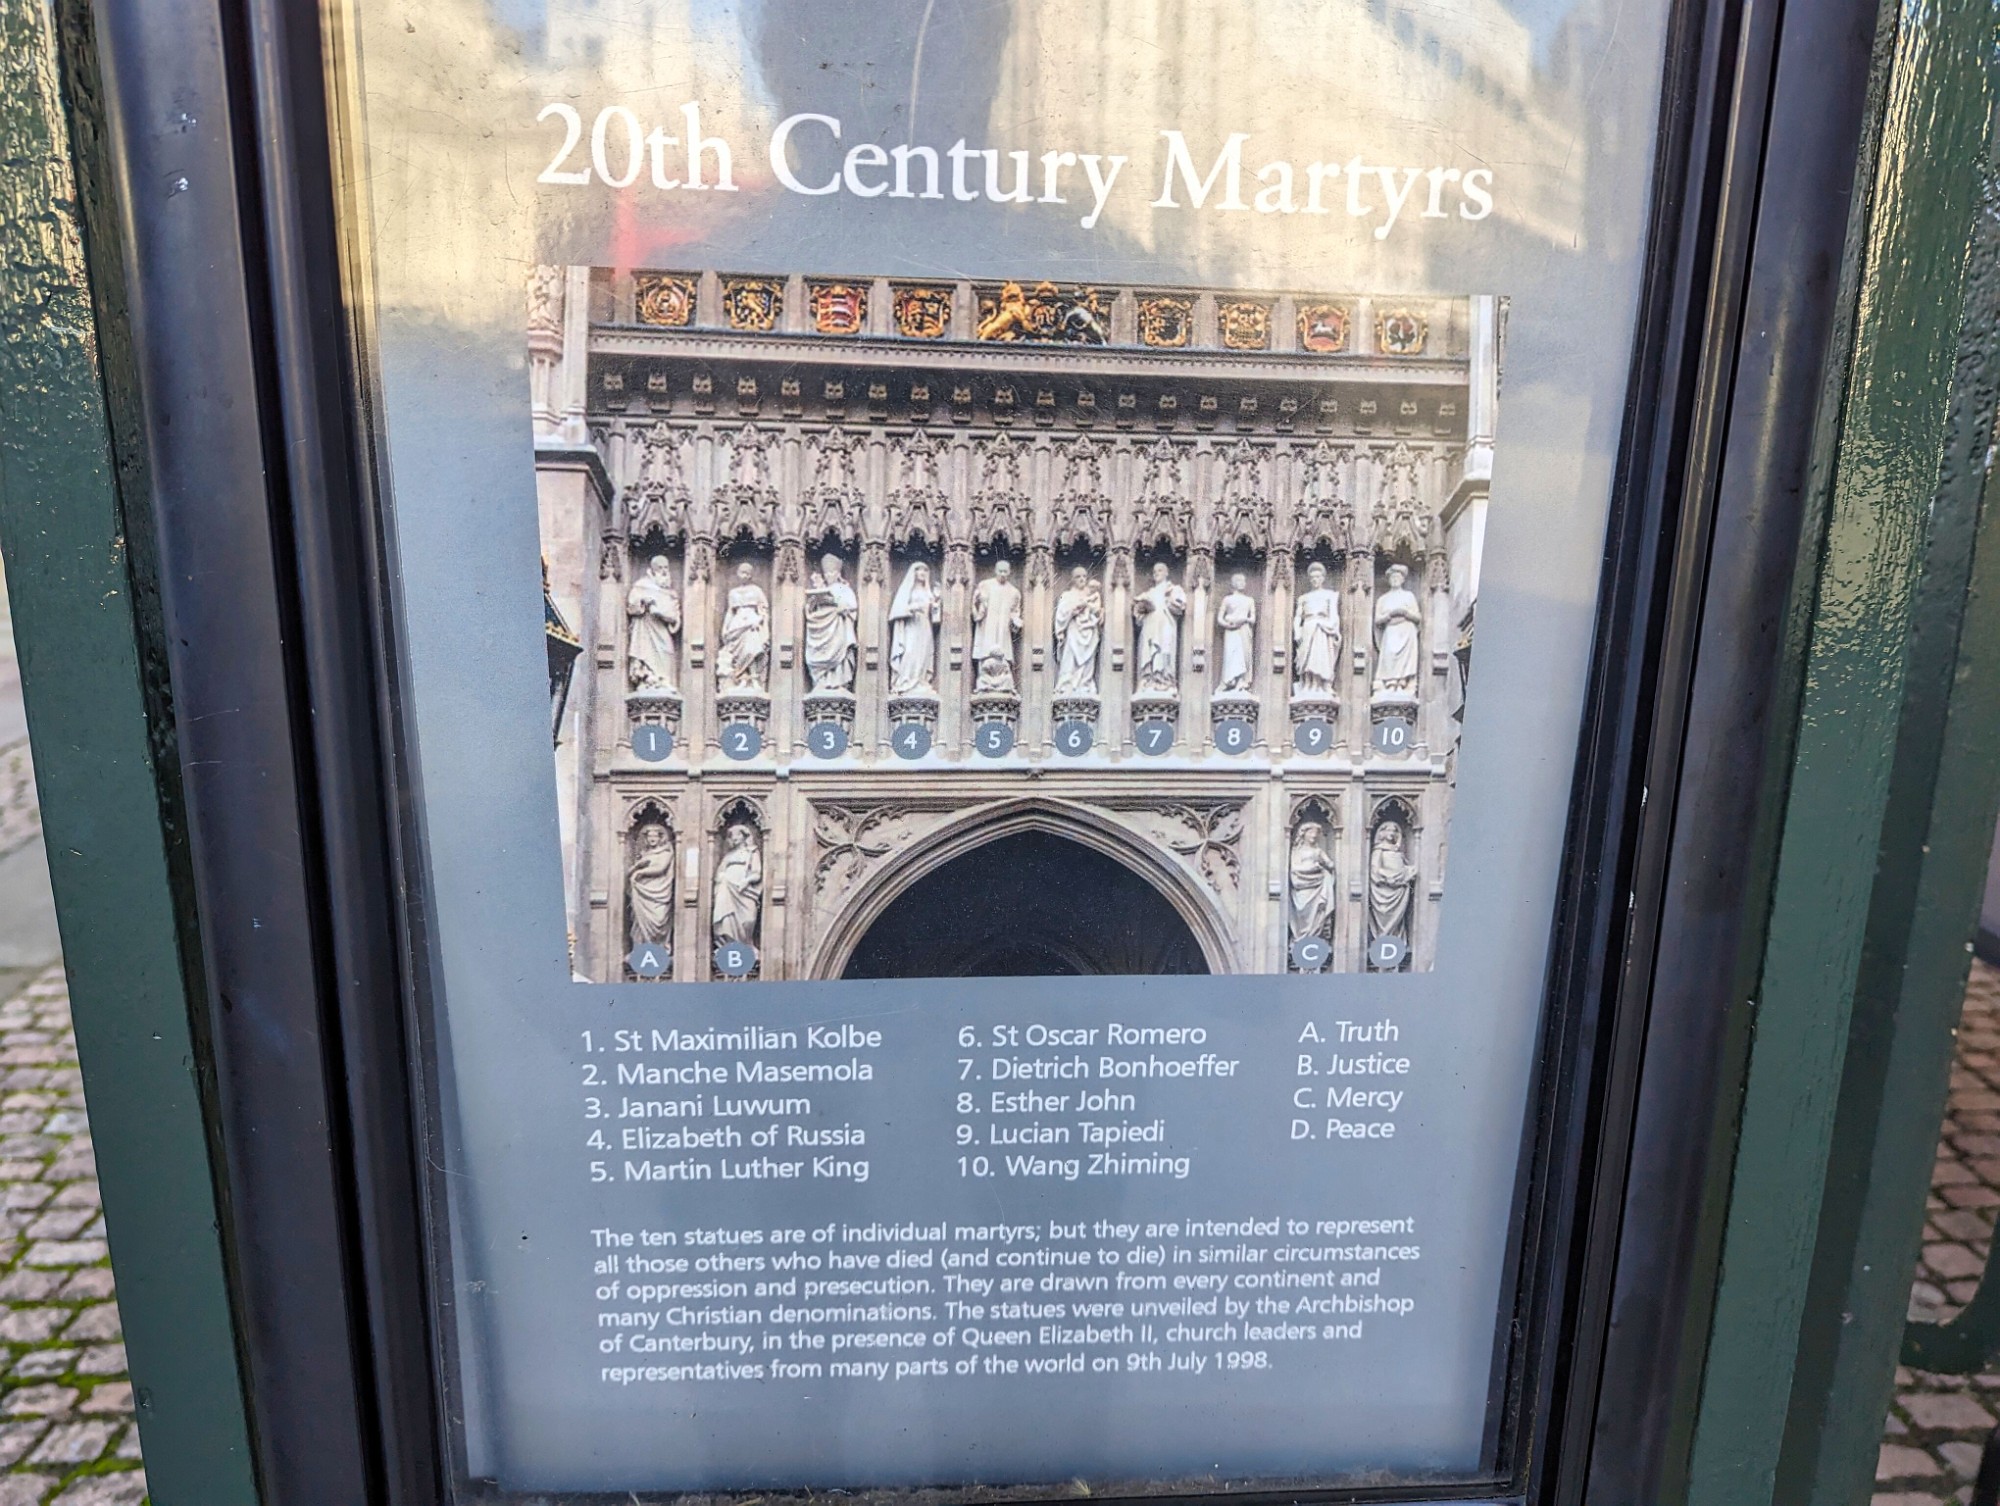 20th Century Martyrs
1 2 3 4 5 6 7 8 9 10
A B C D
1. St Maximilian Kolbe
2. Manche Masemola
3. Janani Luwum
4. Elizabeth of Russia
5. Martin Luther King
6. St Oscar Romero
7. Dietrich Bonhoeffer
8. Esther John
9. Lucian Tapiedi
10. Wang Zhiming
A. Truth
B. Justice
C. Mercy
D. Peace
The ten statues are of individual martyrs; but they are intended to represent
all those others who have died (and continue to die) in similar circumstances
of oppression and presecution. They are drawn from every continent and
many Christian denominations. The statues were unveiled by the Archbishop
of Canterbury, in the presence of Queen Elizabeth II, church leaders and
representatives from many parts of the world on 9th July 1998.